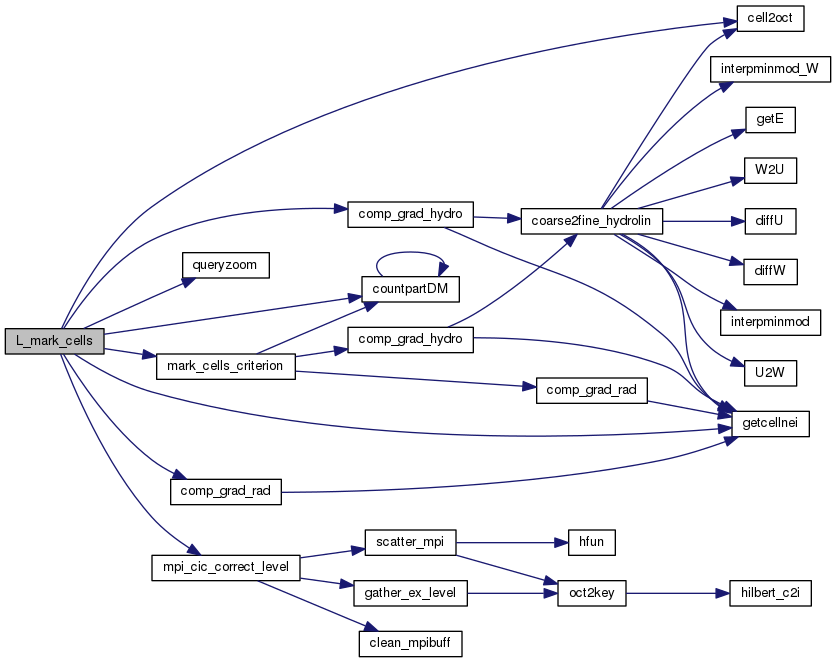 cell2oct
interpminmod_W
getE
W2U
comp_grad_hydro
coarse2fine_hydrolin
diffU
queryzoom
diffW
countpartDM
interpminmod
L_mark_cells
comp_grad_hydro
mark_cells_criterion
U2W
comp_grad_rad
getcellnei
comp_grad_rad
scatter_mpi
hfun
mpi_cic_correct_level
gather_ex_level
oct2key
hilbert_c2i
clean_mpibuff